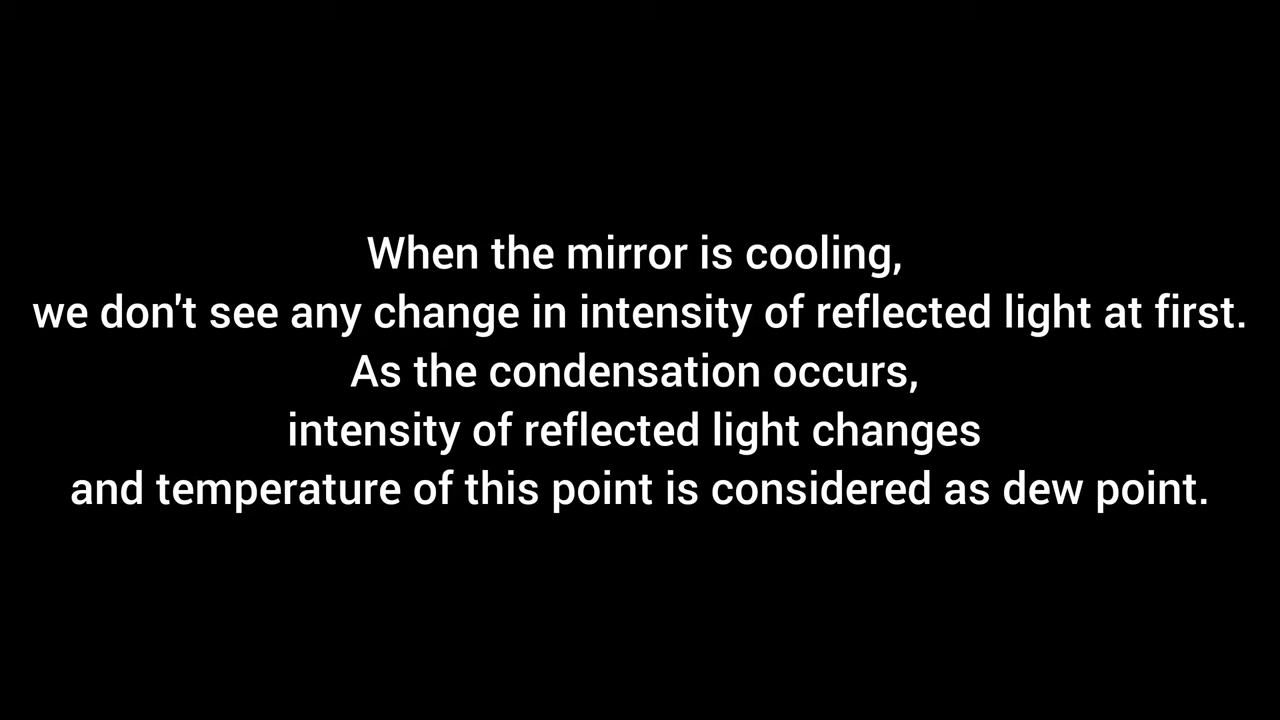 When the mirror is cooling,
we don't see any change in intensity of reflected light at first.
As the condensation occurs,
intensity of reflected light changes
and temperature of this point is considered as dew point.